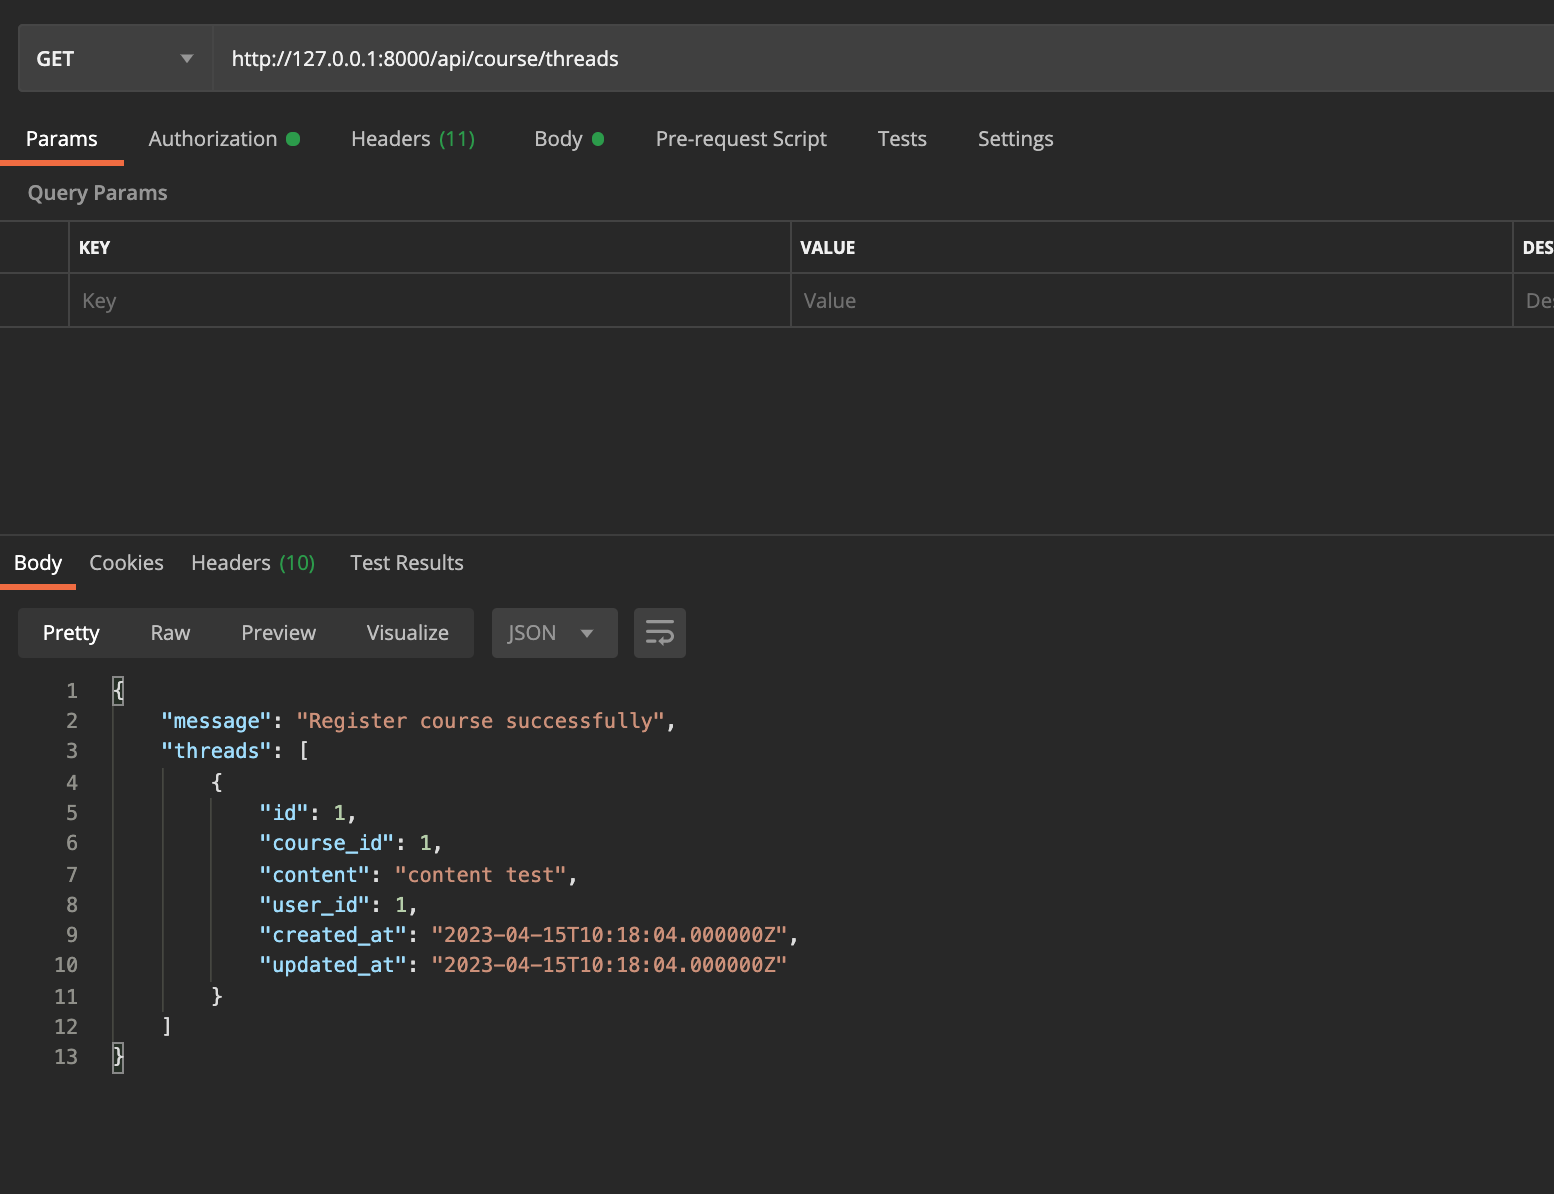 GET http://127.0.0.1:8000/api/course/threads
Params Authorization Headers (11) Body Pre-request Script Tests Settings
Query Params
KEY VALUE DES
Key Value Des
Body Cookies Headers (10) Test Results
Pretty Raw Preview Visualize JSON
1 {
2 "message": "Register course successfully",
3 "threads": [
4 {
5 "id": 1,
6 "course_id": 1,
7 "content": "content test",
8 "user_id": 1,
9 "created_at": "2023-04-15T10:18:04.000000Z",
10 "updated_at": "2023-04-15T10:18:04.000000Z"
11 }
12 ]
13 }